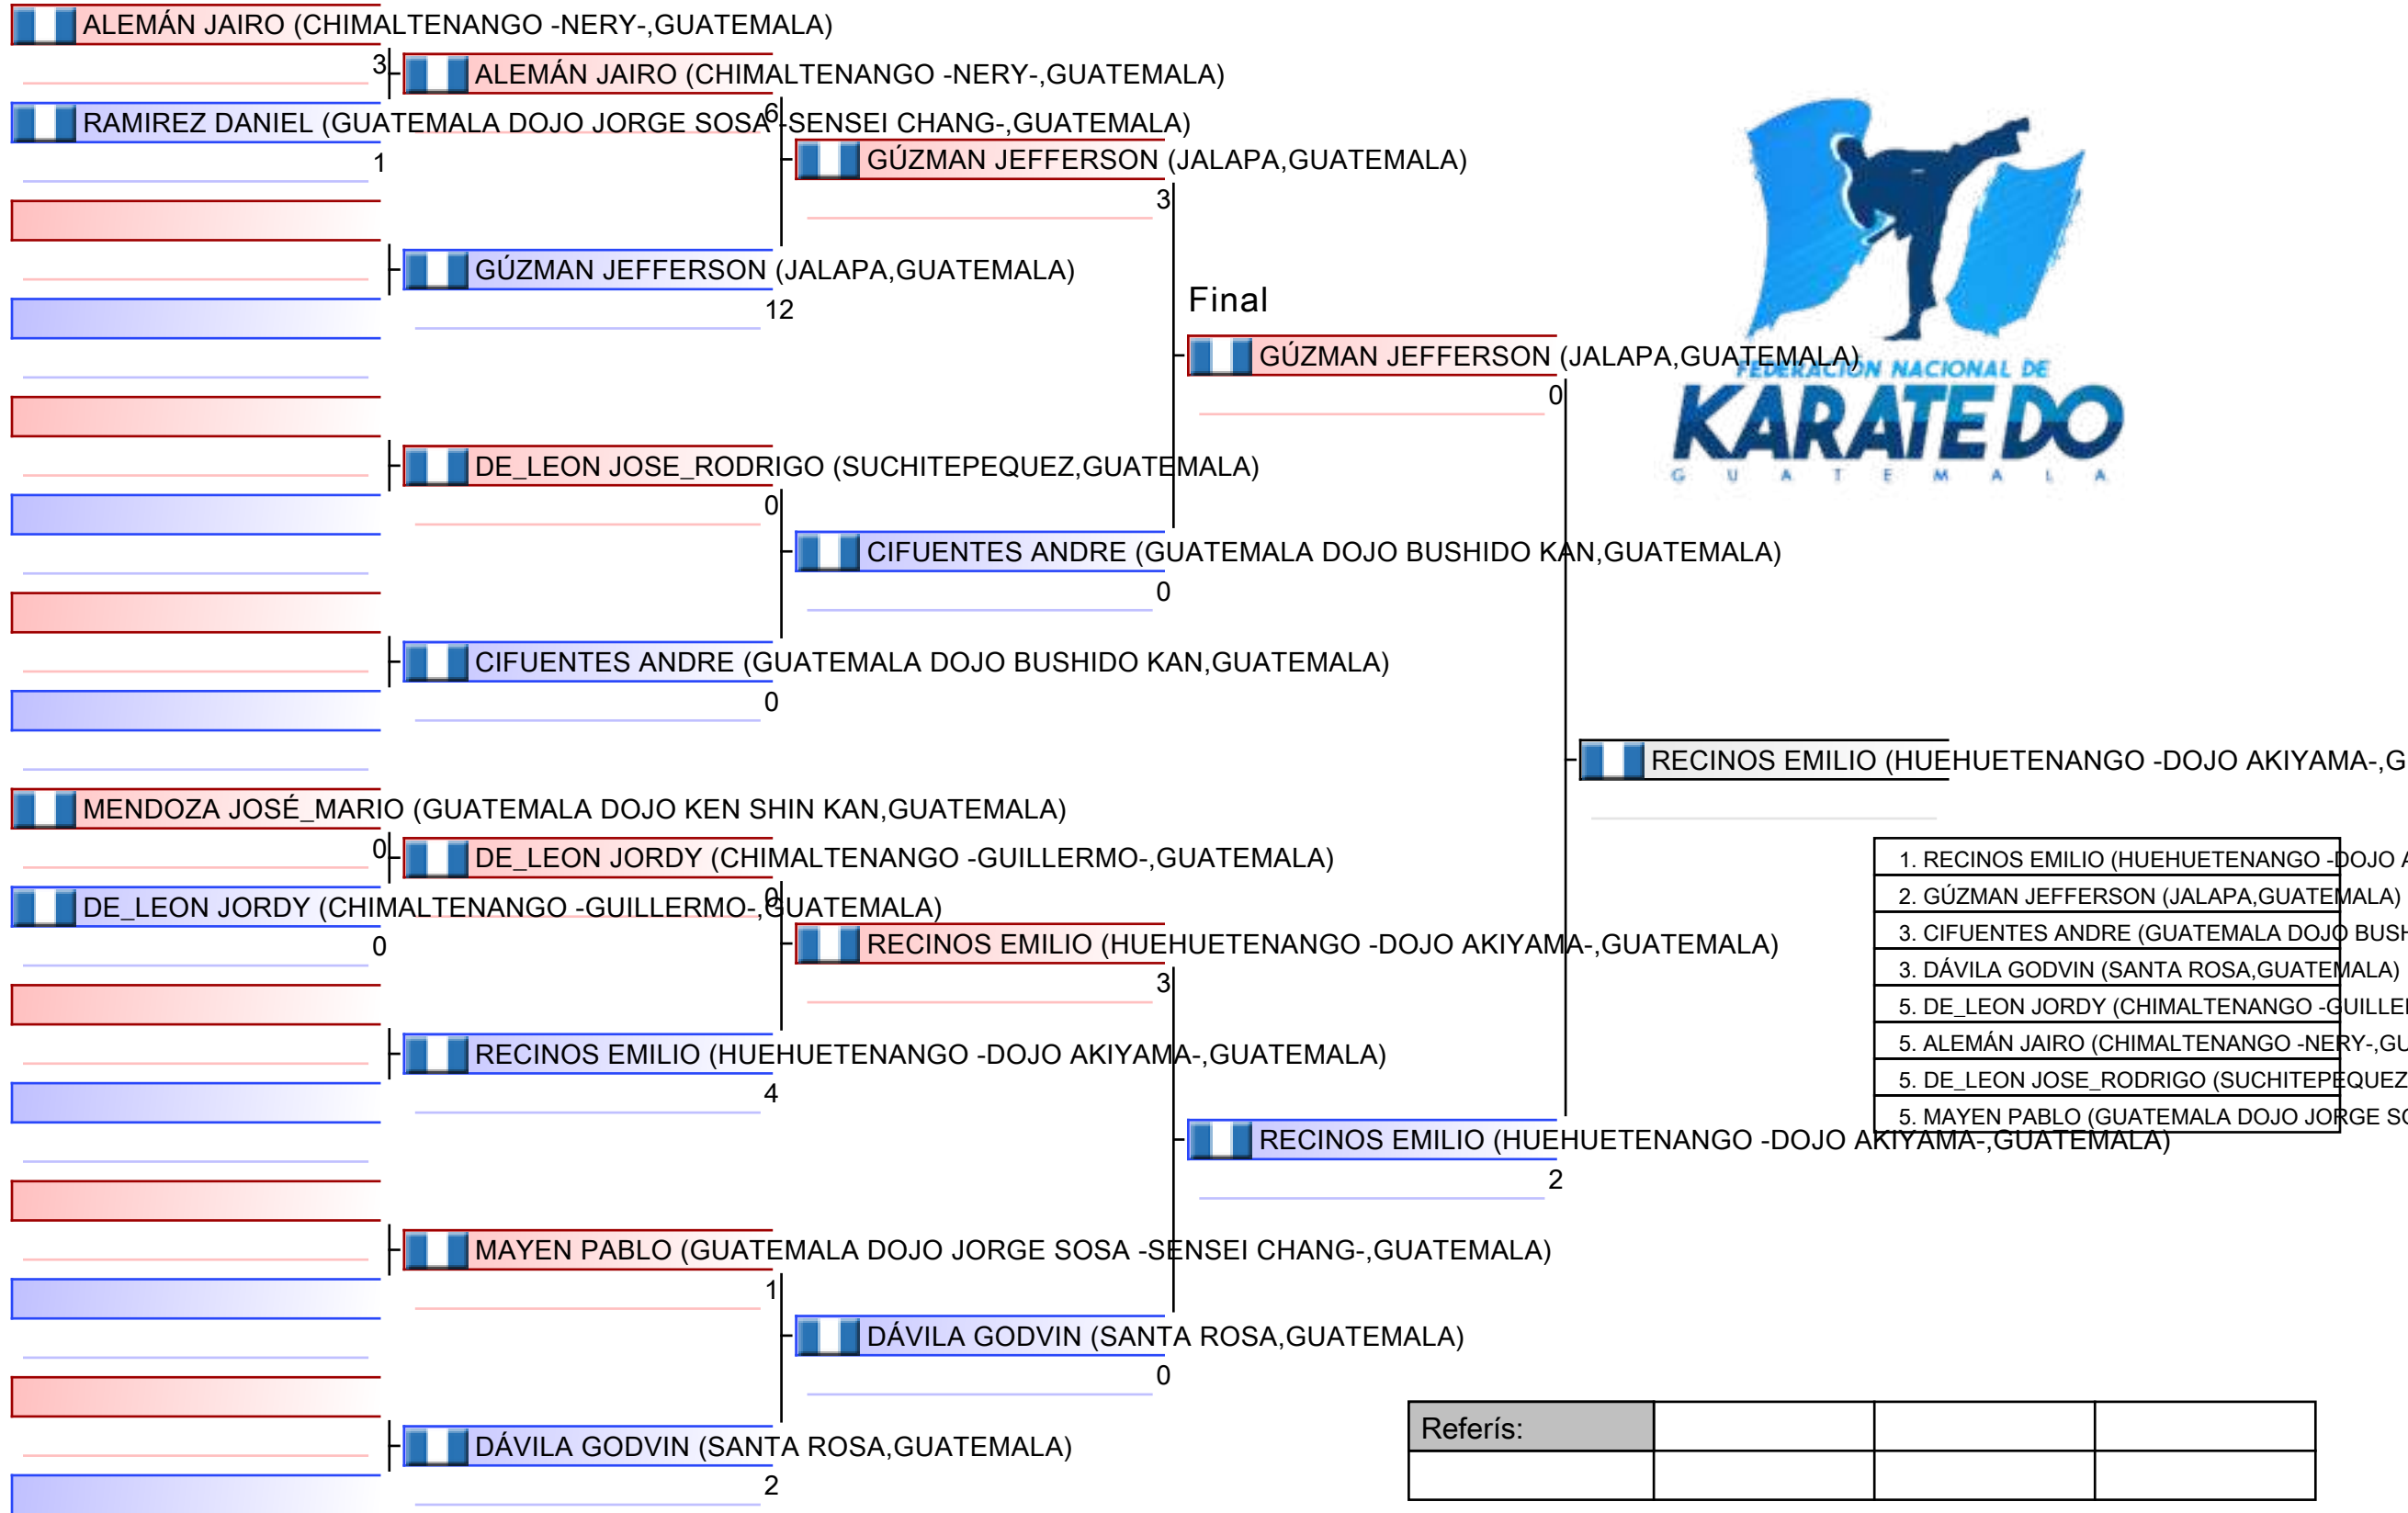 ALEMÁN JAIRO (CHIMALTENANGO -NERY-,GUATEMALA)
3
ALEMÁN JAIRO (CHIMALTENANGO -NERY-,GUATEMALA)
6
RAMIREZ DANIEL (GUATEMALA DOJO JORGE SOSA -SENSEI CHANG-,GUATEMALA)
1
GÚZMAN JEFFERSON (JALAPA,GUATEMALA)
3
GÚZMAN JEFFERSON (JALAPA,GUATEMALA)
12
Final
GÚZMAN JEFFERSON (JALAPA,GUATEMALA)
0
FEDERACIÓN NACIONAL DE
KARATE DO
GUATEMALA
DE_LEON JOSE_RODRIGO (SUCHITEPEQUEZ,GUATEMALA)
0
CIFUENTES ANDRE (GUATEMALA DOJO BUSHIDO KAN,GUATEMALA)
0
CIFUENTES ANDRE (GUATEMALA DOJO BUSHIDO KAN,GUATEMALA)
0
RECINOS EMILIO (HUEHUETENANGO -DOJO AKIYAMA-,G
MENDOZA JOSÉ_MARIO (GUATEMALA DOJO KEN SHIN KAN,GUATEMALA)
0
DE_LEON JORDY (CHIMALTENANGO -GUILLERMO-,GUATEMALA)
0
DE_LEON JORDY (CHIMALTENANGO -GUILLERMO-,GUATEMALA)
0
RECINOS EMILIO (HUEHUETENANGO -DOJO AKIYAMA-,GUATEMALA)
3
RECINOS EMILIO (HUEHUETENANGO -DOJO AKIYAMA-,GUATEMALA)
4
1. RECINOS EMILIO (HUEHUETENANGO -DOJO A
2. GÚZMAN JEFFERSON (JALAPA,GUATEMALA)
3. CIFUENTES ANDRE (GUATEMALA DOJO BUSH
3. DÁVILA GODVIN (SANTA ROSA,GUATEMALA)
5. DE_LEON JORDY (CHIMALTENANGO -GUILLE
5. ALEMÁN JAIRO (CHIMALTENANGO -NERY-,GU
5. DE_LEON JOSE_RODRIGO (SUCHITEPEQUEZ
5. MAYEN PABLO (GUATEMALA DOJO JORGE SO
RECINOS EMILIO (HUEHUETENANGO -DOJO AKIYAMA-,GUATEMALA)
2
MAYEN PABLO (GUATEMALA DOJO JORGE SOSA -SENSEI CHANG-,GUATEMALA)
1
DÁVILA GODVIN (SANTA ROSA,GUATEMALA)
0
DÁVILA GODVIN (SANTA ROSA,GUATEMALA)
2
Referís: